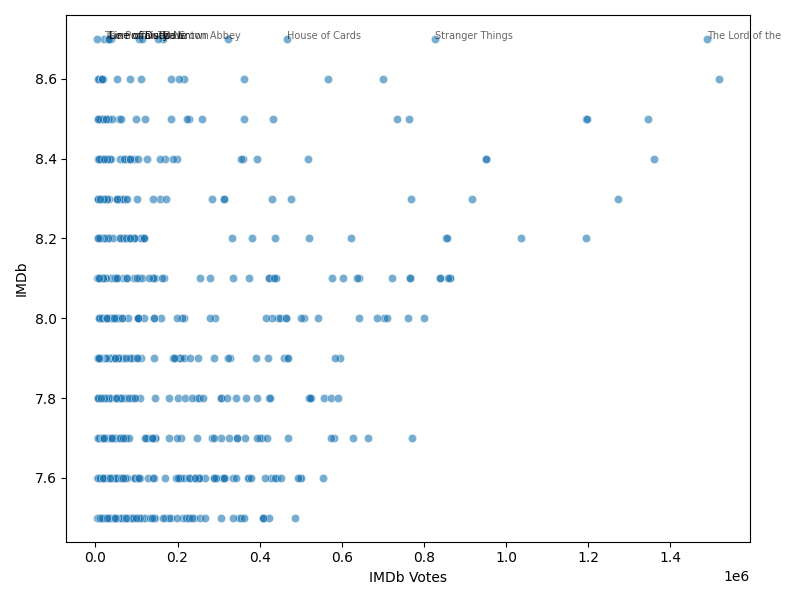 House of Cards
Stranger Things
The Lord of the
Abbey
8.6
8.4
8.2
8.0
7.8
7.6
IMDb
0.0
0.2
0.4
0.6
0.8
1.0
1.2
1.4
1e6
IMDb Votes